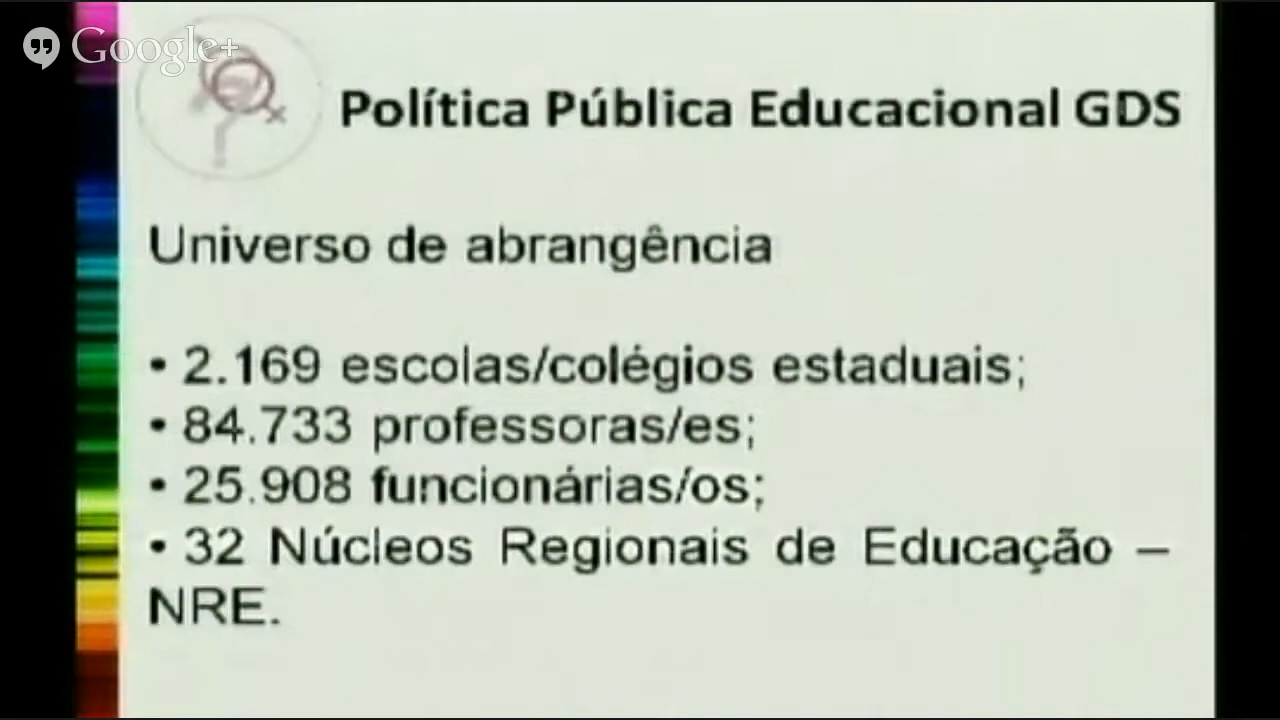 Google+
Política Pública Educacional GDS
Universo de abrangência
• 2.169 escolas/colégios estaduais;
• 84.733 professoras/es;
• 25.908 funcionárias/os;
• 32 Núcleos Regionais de Educação –
NRE.